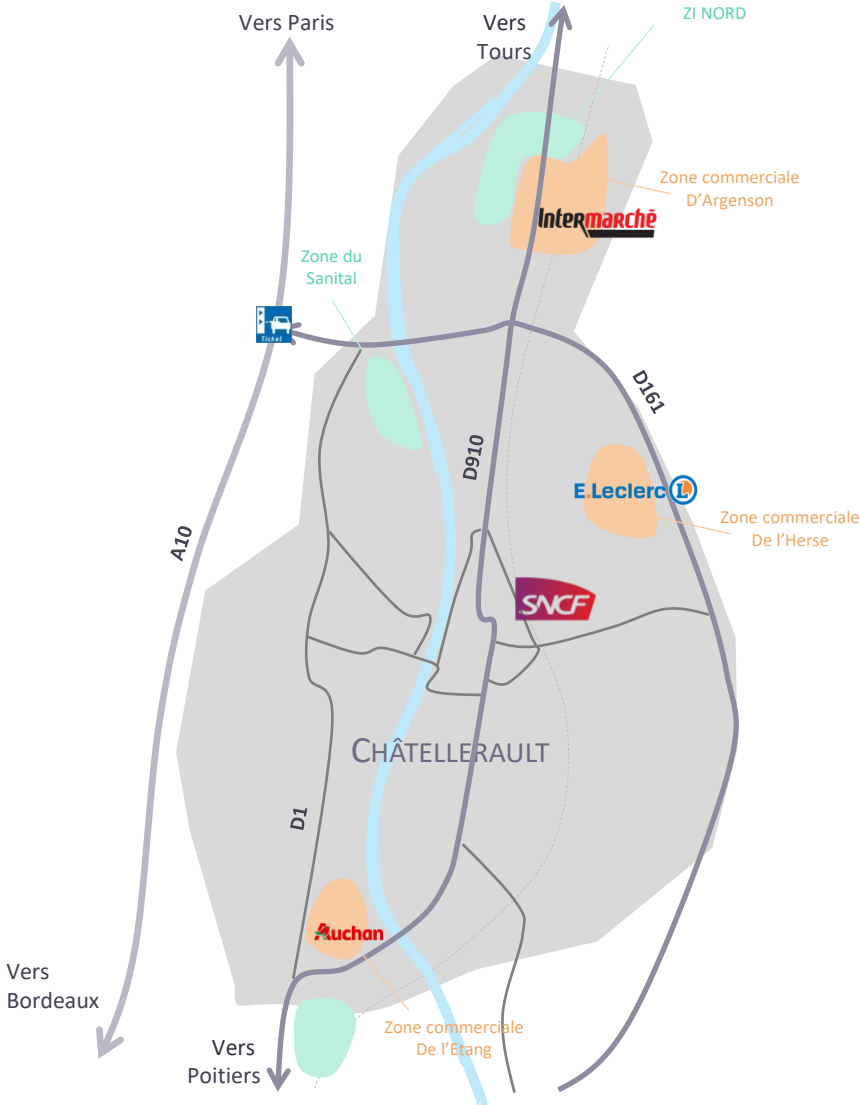 Vers Paris
Vers
Tours
ZI NORD
Zone commerciale
D'Argenson
Intermarché
Zone du
Sanital
Ticket
D161
D910
E.Leclerc L
Zone commerciale
De l'Herse
A10
SNCF
CHÂTELLERAULT
D1
Auchan
Vers
Bordeaux
Zone commerciale
De l'Etang
Vers
Poitiers